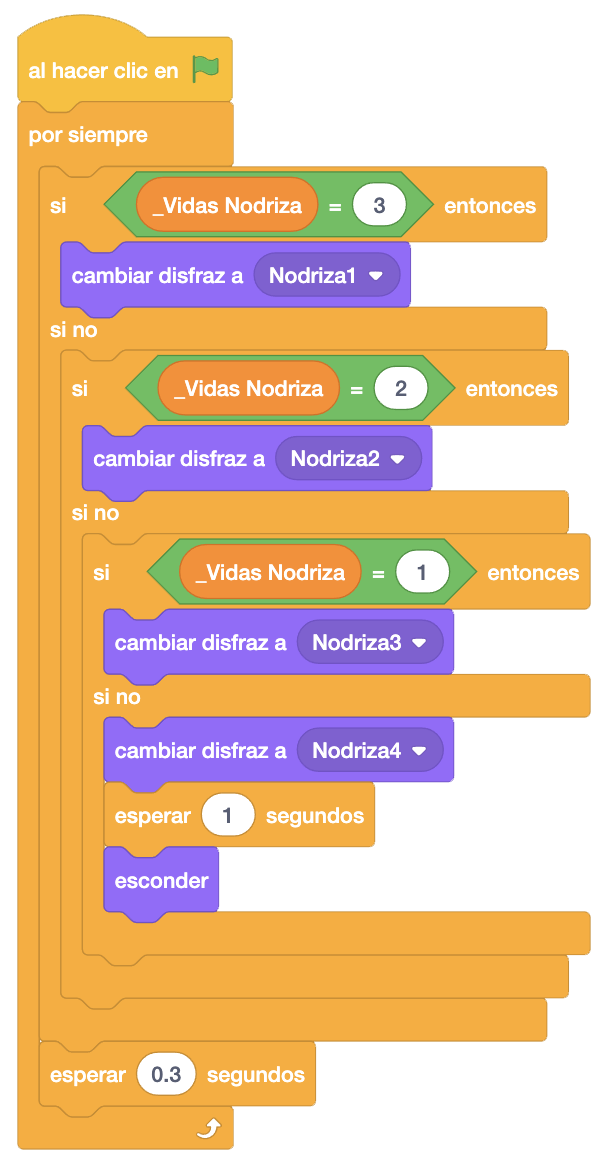 al hacer clic en
por siempre
si _Vidas Nodriza = 3 entonces
cambiar disfraz a Nodriza1
si no
si _Vidas Nodriza = 2 entonces
cambiar disfraz a Nodriza2
si no
si _Vidas Nodriza = 1 entonces
cambiar disfraz a Nodriza3
si no
cambiar disfraz a Nodriza4
esperar 1 segundos
esconder
esperar 0.3 segundos